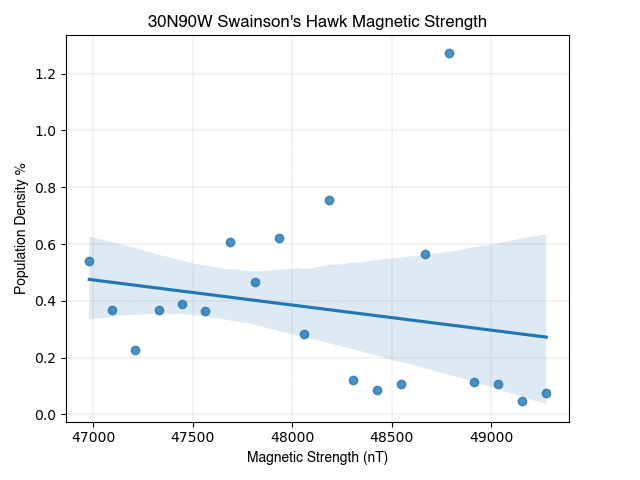 30N90W Swainson's Hawk Magnetic Strength
Population Density %
1.2
1.0
0.8
0.6
0.4
0.2
0.0
47000 47500 48000 48500 49000
Magnetic Strength (nT)